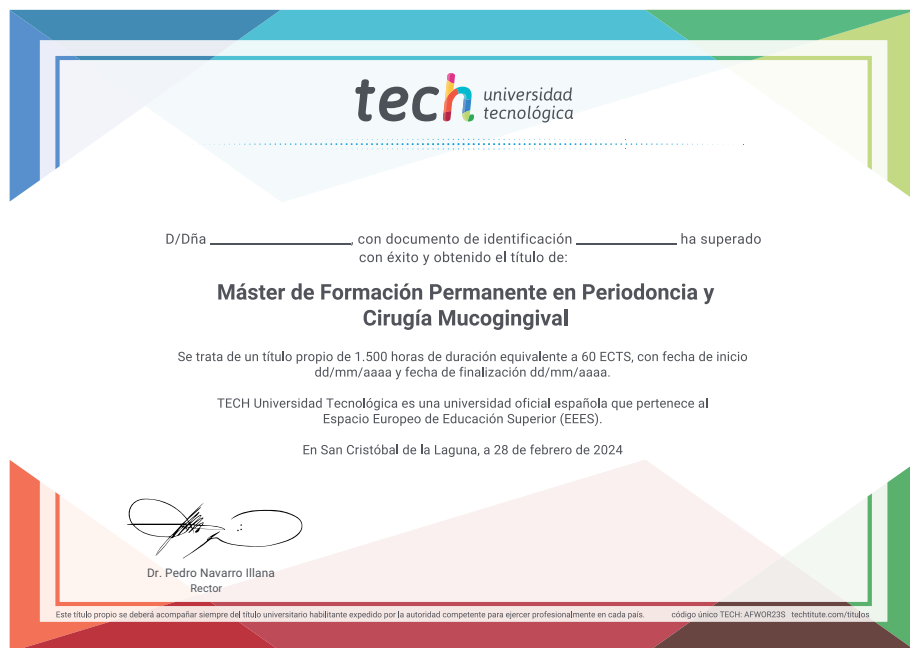 tech universidad
tecnológica
D/Dña ____________________, con documento de identificación ______________ ha superado
con éxito y obtenido el título de:
Máster de Formación Permanente en Periodoncia y
Cirugía Mucogingival
Se trata de un título propio de 1.500 horas de duración equivalente a 60 ECTS, con fecha de inicio
dd/mm/aaaa y fecha de finalización dd/mm/aaaa.
TECH Universidad Tecnológica es una universidad oficial española que pertenece al
Espacio Europeo de Educación Superior (EEES).
En San Cristóbal de la Laguna, a 28 de febrero de 2024
Dr. Pedro Navarro Illana
Rector
Este título propio se deberá acompañar siempre del título universitario habilitante expedido por la autoridad competente para ejercer profesionalmente en cada país. código único TECH: AFWOR23S techtitute.com/titulos